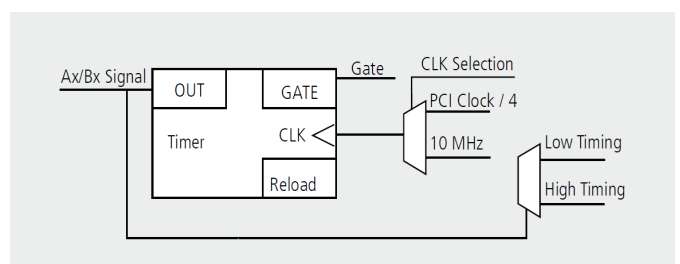 Ax/Bx Signal
OUT
GATE
Gate
CLK Selection
PCI Clock / 4
Timer
CLK
10 MHz
Low Timing
Reload
High Timing